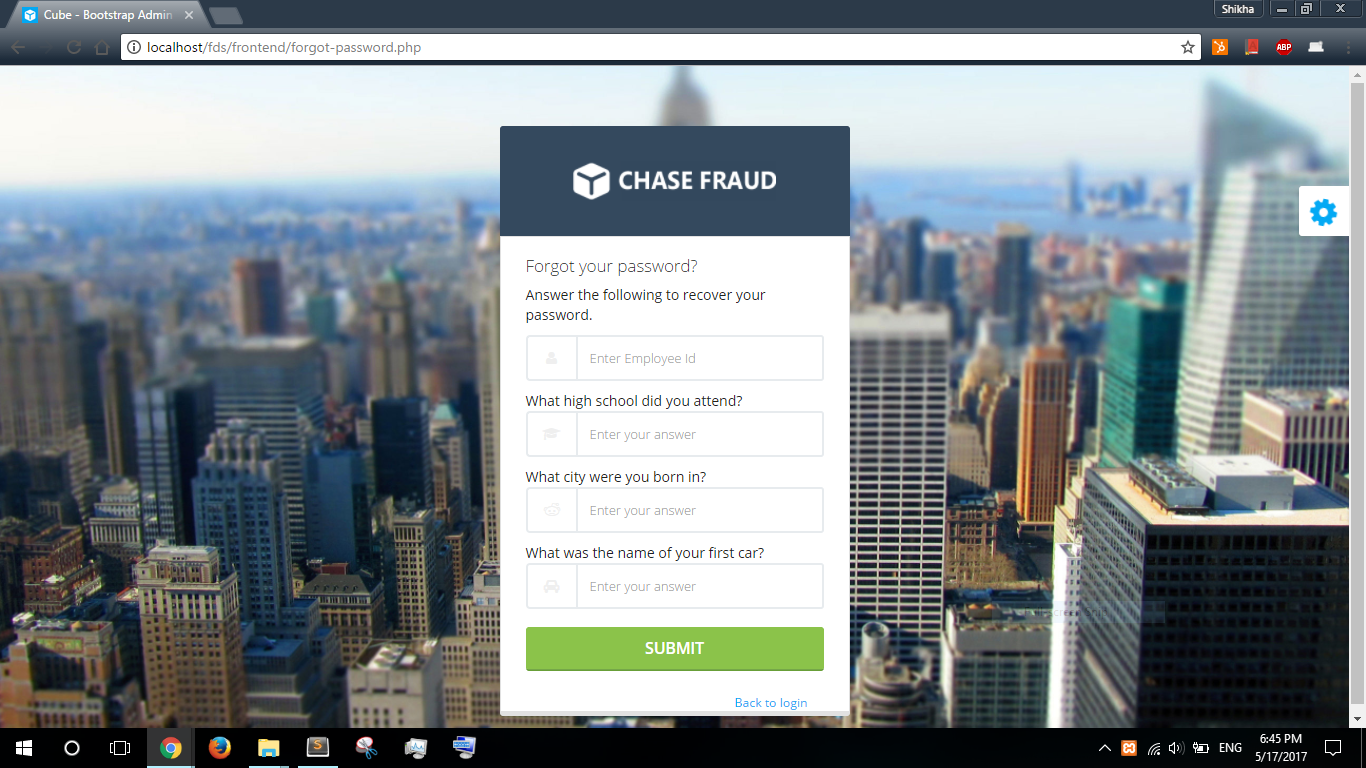 Cube - Bootstrap Admin
Shikha
localhost/fds/frontend/forgot-password.php
ABP
CHASE FRAUD
Forgot your password?
Answer the following to recover your
password.
Enter Employee Id
What high school did you attend?
Enter your answer
What city were you born in?
Enter your answer
What was the name of your first car?
Enter your answer
SUBMIT
Back to login
ENG
6:45 PM
5/17/2017